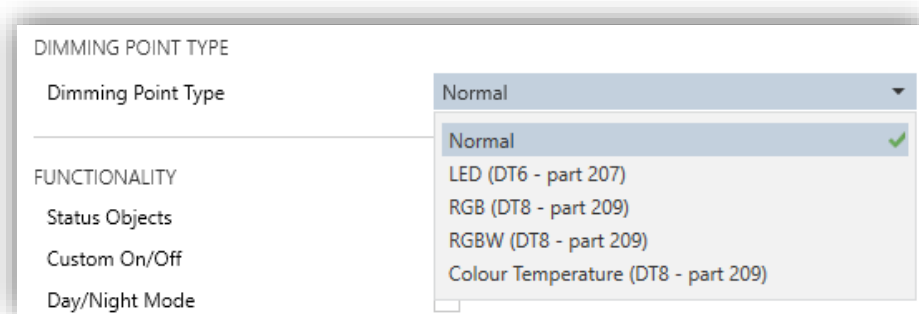 DIMMING POINT TYPE
Dimming Point Type Normal
Normal
LED (DT6 - part 207)
FUNCTIONALITY
RGB (DT8 - part 209)
Status Objects
RGBW (DT8 - part 209)
Custom On/Off
Colour Temperature (DT8 - part 209)
Day/Night Mode